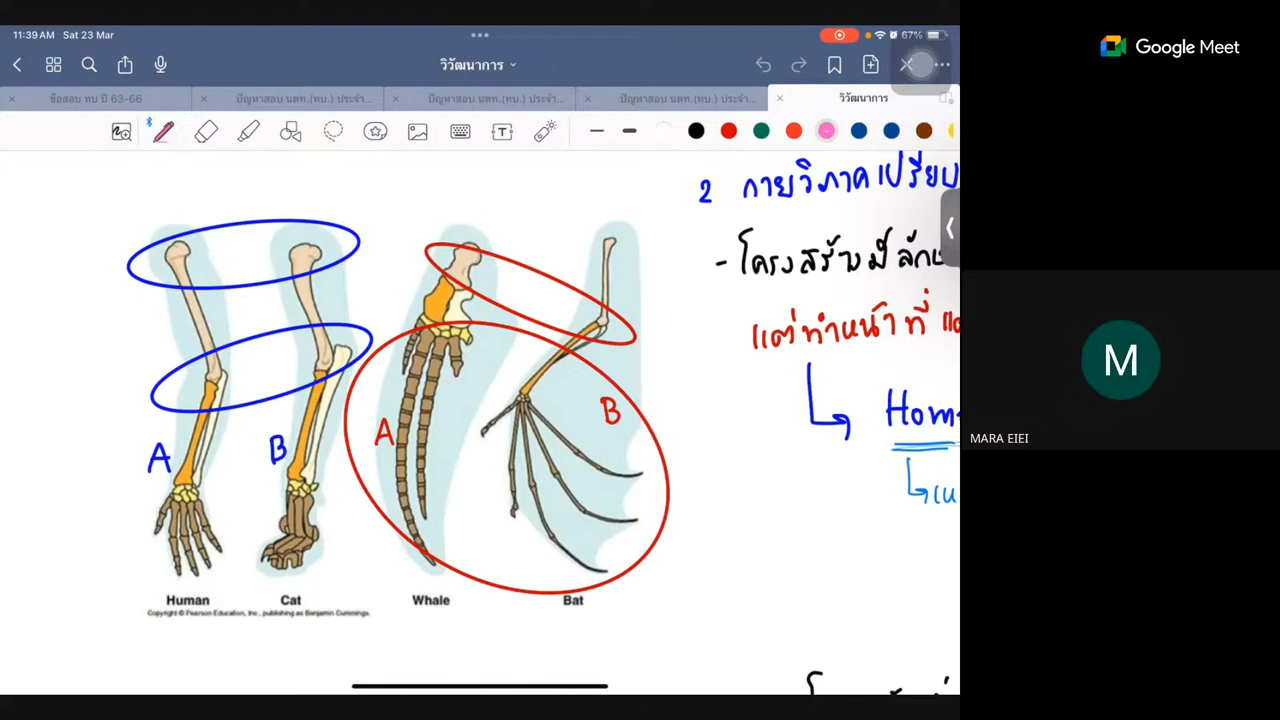 11:39 AM Sat 23 Mar
67%
Google Meet
วิวัฒนาการ
ข้อสอบ ทบ ปี 63-66
ปัญหาสอบ นตท.(ทบ.) ประจำ...
ปัญหาสอบ นตท.(ทบ.) ประจำ...
ปัญหาสอบ นตท.(ทบ.) ประจำ...
วิวัฒนาการ
T
2 กายวิภาคเปรียบ
- โครงสร้างมีลักษ
แต่ทำหน้าที่ แต
Hom
A
B
A
B
M
MARA EIEI
Human
Cat
Whale
Bat
Copyright © Pearson Education, Inc., publishing as Benjamin Cummings.